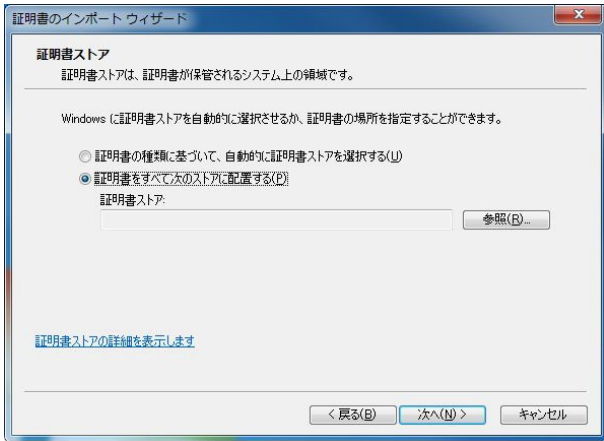 証明書のインポート ウィザード
証明書ストア
証明書ストアは、証明書が保管されるシステム上の領域です。
Windows に証明書ストアを自動的に選択させるか、証明書の場所を指定することができます。
証明書の種類に基づいて、自動的に証明書ストアを選択する(U)
証明書をすべて次のストアに配置する(P)
証明書ストア:
参照(R)...
証明書ストアの詳細を表示します
< 戻る(B) 次へ(N) > キャンセル